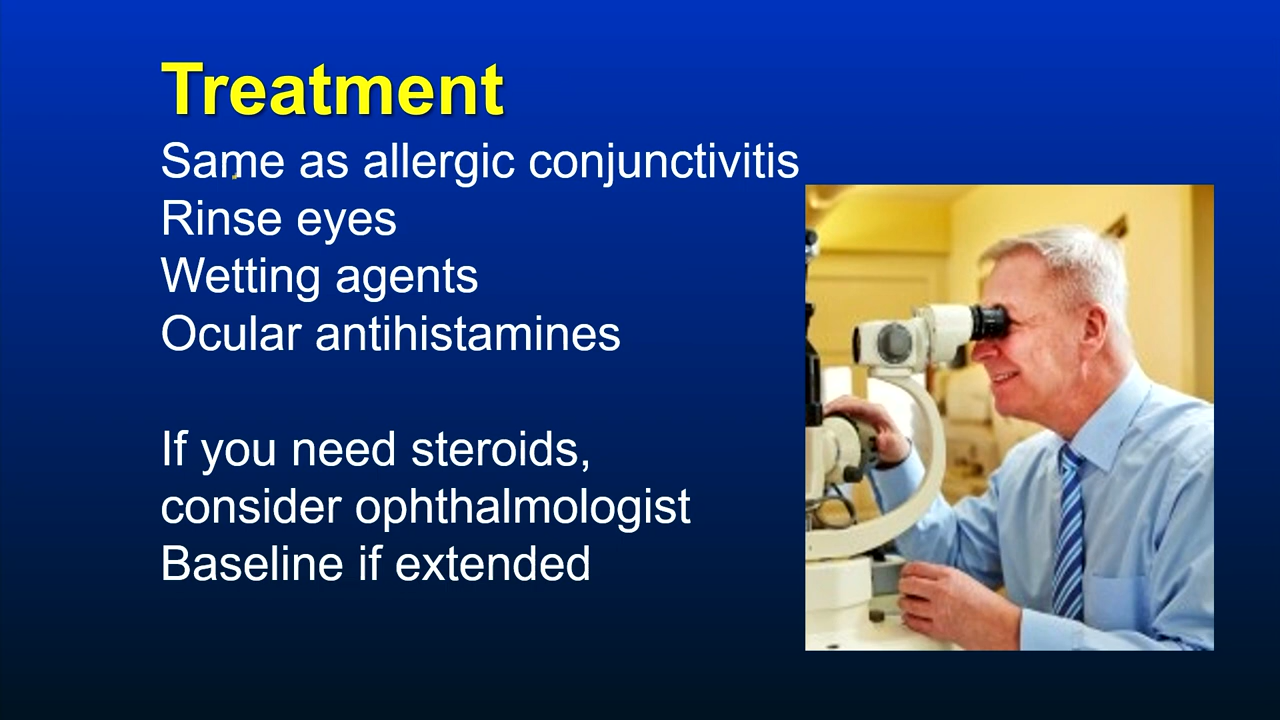 Treatment
Same as allergic conjunctivitis
Rinse eyes
Wetting agents
Ocular antihistamines
If you need steroids,
consider ophthalmologist
Baseline if extended